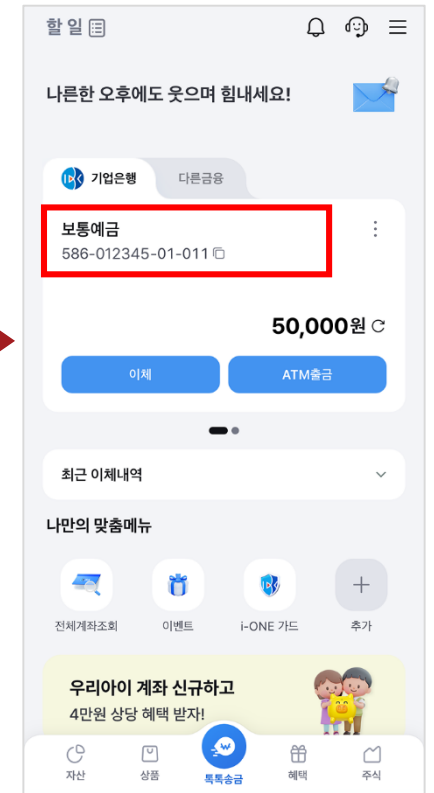 할 일
나른한 오후에도 웃으며 힘내세요!
IBK 기업은행 다른금융
보통예금
586-012345-01-011
50,000원
이체 ATM출금
최근 이체내역
나만의 맞춤메뉴
전체계좌조회 이벤트 i-ONE 가드 추가
우리아이 계좌 신규하고
4만원 상당 혜택 받자!
자산 상품 톡톡송금 혜택 주식